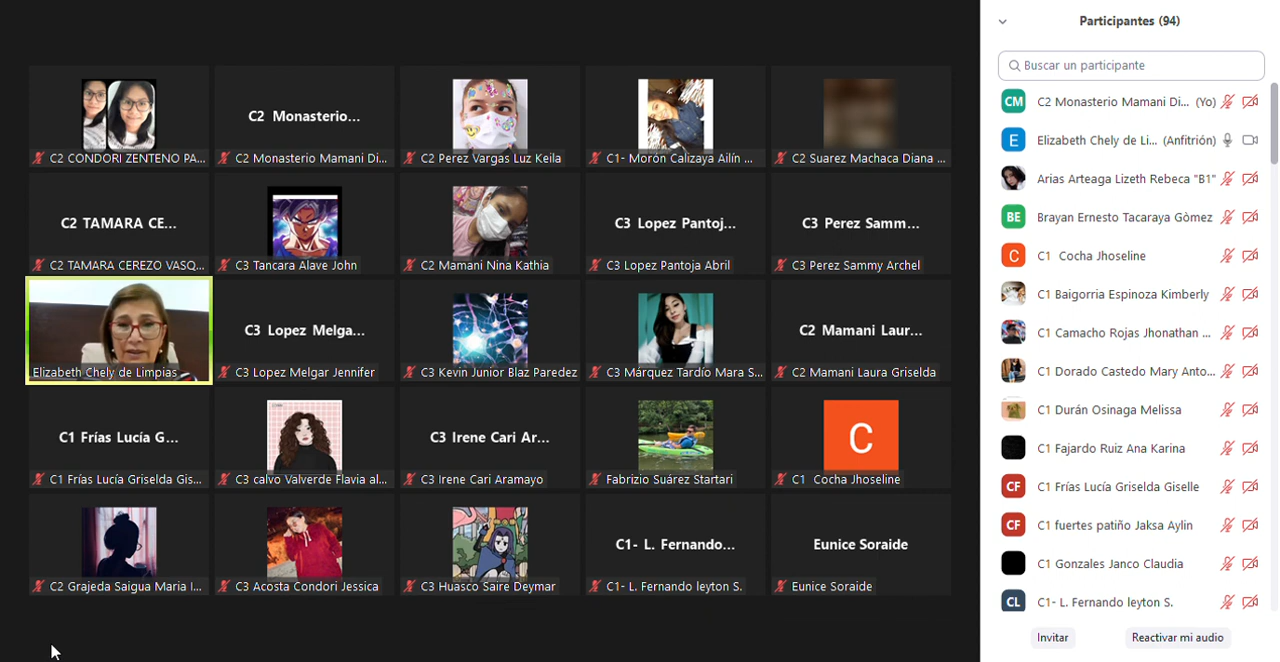 C2 CONDORI ZENTENO PA...
C2 Monasterio...
C2 Monasterio Mamani Di...
C2 Perez Vargas Luz Keila
C1- Morón Calizaya Ailín ...
C2 Suarez Machaca Diana ...
C2 TAMARA CE...
C2 TAMARA CEREZO VASQ...
C3 Tancara Alave John
C2 Mamani Nina Kathia
C3 Lopez Pantoj...
C3 Lopez Pantoja Abril
C3 Perez Samm...
C3 Perez Sammy Archel
Elizabeth Chely de Limpias
C3 Lopez Melga...
C3 Lopez Melgar Jennifer
C3 Kevin Junior Blaz Paredez
C3 Márquez Tardío Mara S...
C2 Mamani Laur...
C2 Mamani Laura Griselda
C1 Frías Lucía G...
C1 Frías Lucía Griselda Gis...
C3 calvo Valverde Flavia al...
C3 Irene Cari Ar...
C3 Irene Cari Aramayo
Fabrizio Suárez Startari
C
C1 Cocha Jhoseline
C2 Grajeda Saigua Maria I...
C3 Acosta Condori Jessica
C3 Huasco Saire Deymar
C1- L. Fernando...
C1- L. Fernando leyton S.
Eunice Soraide
Eunice Soraide
Participantes (94)
Buscar un participante
CM C2 Monasterio Mamani Di... (Yo)
E Elizabeth Chely de Li... (Anfitrión)
Arias Arteaga Lizeth Rebeca "B1"
BE Brayan Ernesto Tacaraya Gòmez
C C1 Cocha Jhoseline
C1 Baigorria Espinoza Kimberly
C1 Camacho Rojas Jhonathan ...
C1 Dorado Castedo Mary Anto...
C1 Durán Osinaga Melissa
C1 Fajardo Ruiz Ana Karina
CF C1 Frías Lucía Griselda Giselle
CF C1 fuertes patiño Jaksa Aylin
C1 Gonzales Janco Claudia
CL C1- L. Fernando leyton S.
Invitar
Reactivar mi audio